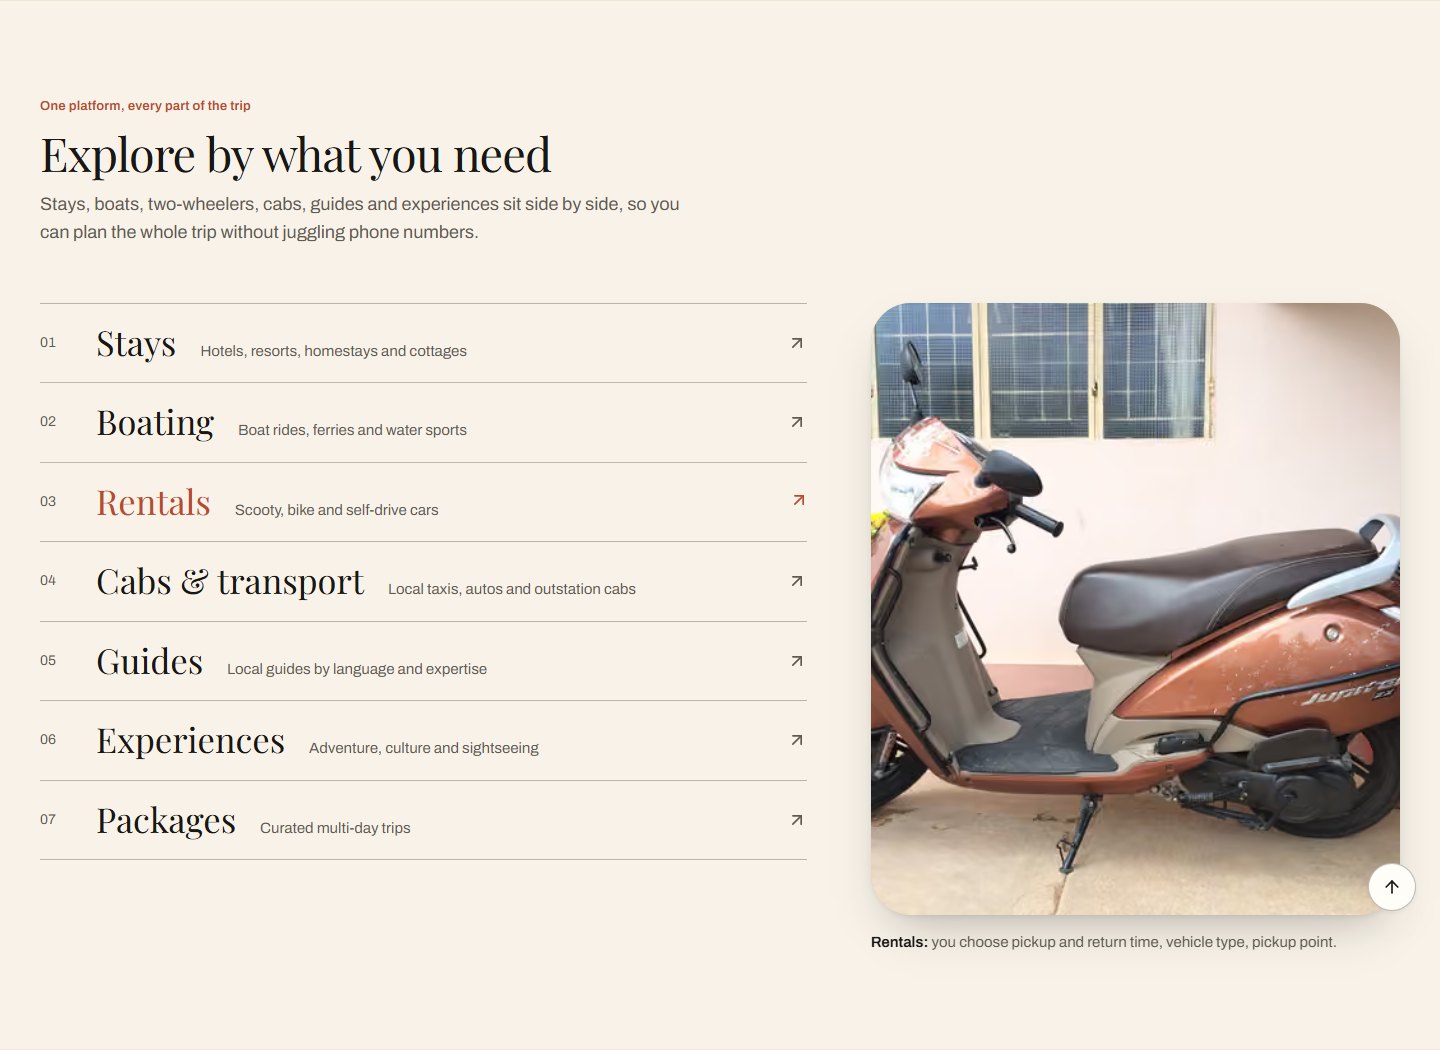 One platform, every part of the trip
Explore by what you need
Stays, boats, two-wheelers, cabs, guides and experiences sit side by side, so you
can plan the whole trip without juggling phone numbers.
01 Stays Hotels, resorts, homestays and cottages
02 Boating Boat rides, ferries and water sports
03 Rentals Scooty, bike and self-drive cars
04 Cabs & transport Local taxis, autos and outstation cabs
05 Guides Local guides by language and expertise
06 Experiences Adventure, culture and sightseeing
07 Packages Curated multi-day trips
Rentals: you choose pickup and return time, vehicle type, pickup point.